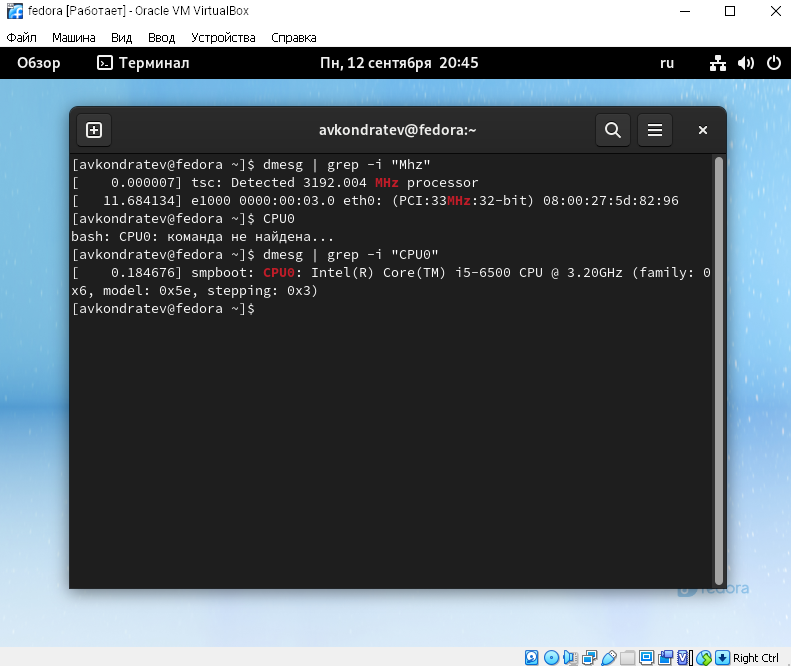 fedora [Работает] - Oracle VM VirtualBox
Файл Машина Вид Ввод Устройства Справка
Обзор Терминал Пн, 12 сентября 20:45 ru
avkondratev@fedora:~
[avkondratev@fedora ~]$ dmesg | grep -i "Mhz"
[    0.000007] tsc: Detected 3192.004 MHz processor
[   11.684134] e1000 0000:00:03.0 eth0: (PCI:33MHz:32-bit) 08:00:27:5d:82:96
[avkondratev@fedora ~]$ CPU0
bash: CPU0: команда не найдена...
[avkondratev@fedora ~]$ dmesg | grep -i "CPU0"
[    0.184676] smpboot: CPU0: Intel(R) Core(TM) i5-6500 CPU @ 3.20GHz (family: 0
x6, model: 0x5e, stepping: 0x3)
[avkondratev@fedora ~]$
fedora
Right Ctrl